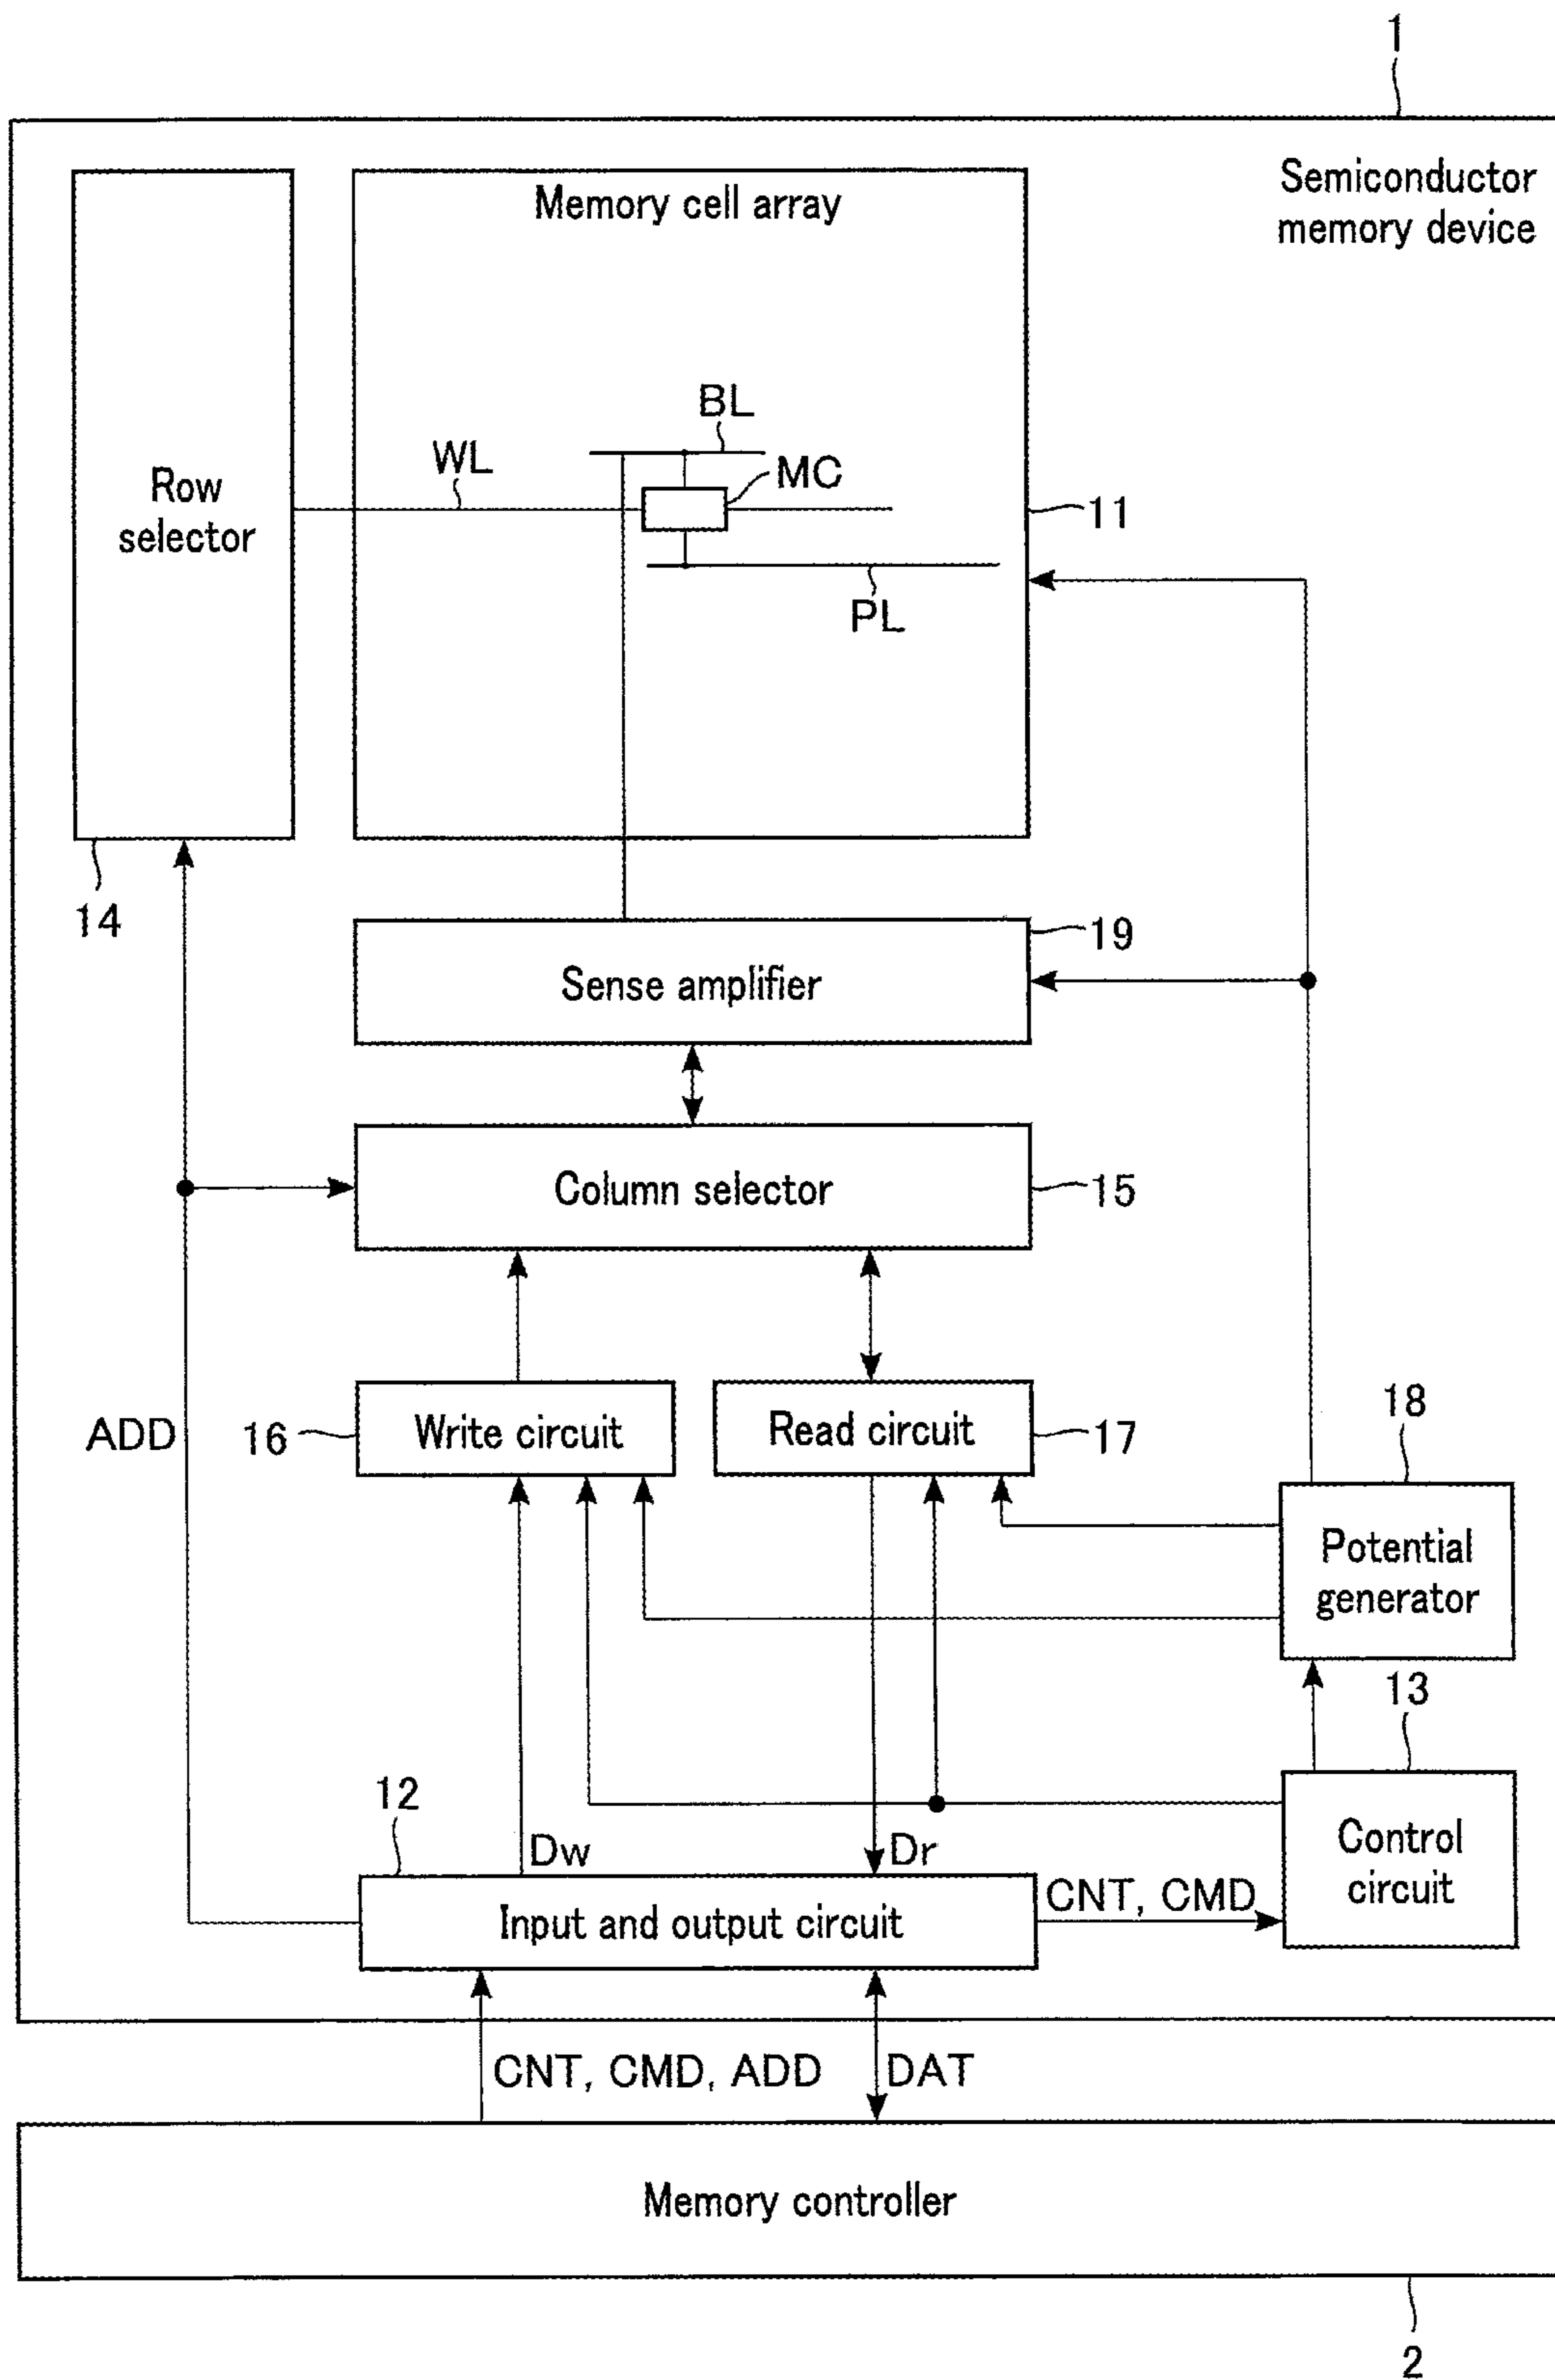 1
Semiconductor
memory device
Memory cell array
BL
WL
MC
Row
selector
11
PL
14
19
Sense amplifier
Column selector
15
ADD
16
Write circuit
Read circuit
17
18
Potential
generator
13
12
Dw
Dr
Control
circuit
CNT, CMD
Input and output circuit
CNT, CMD, ADD
DAT
Memory controller
2